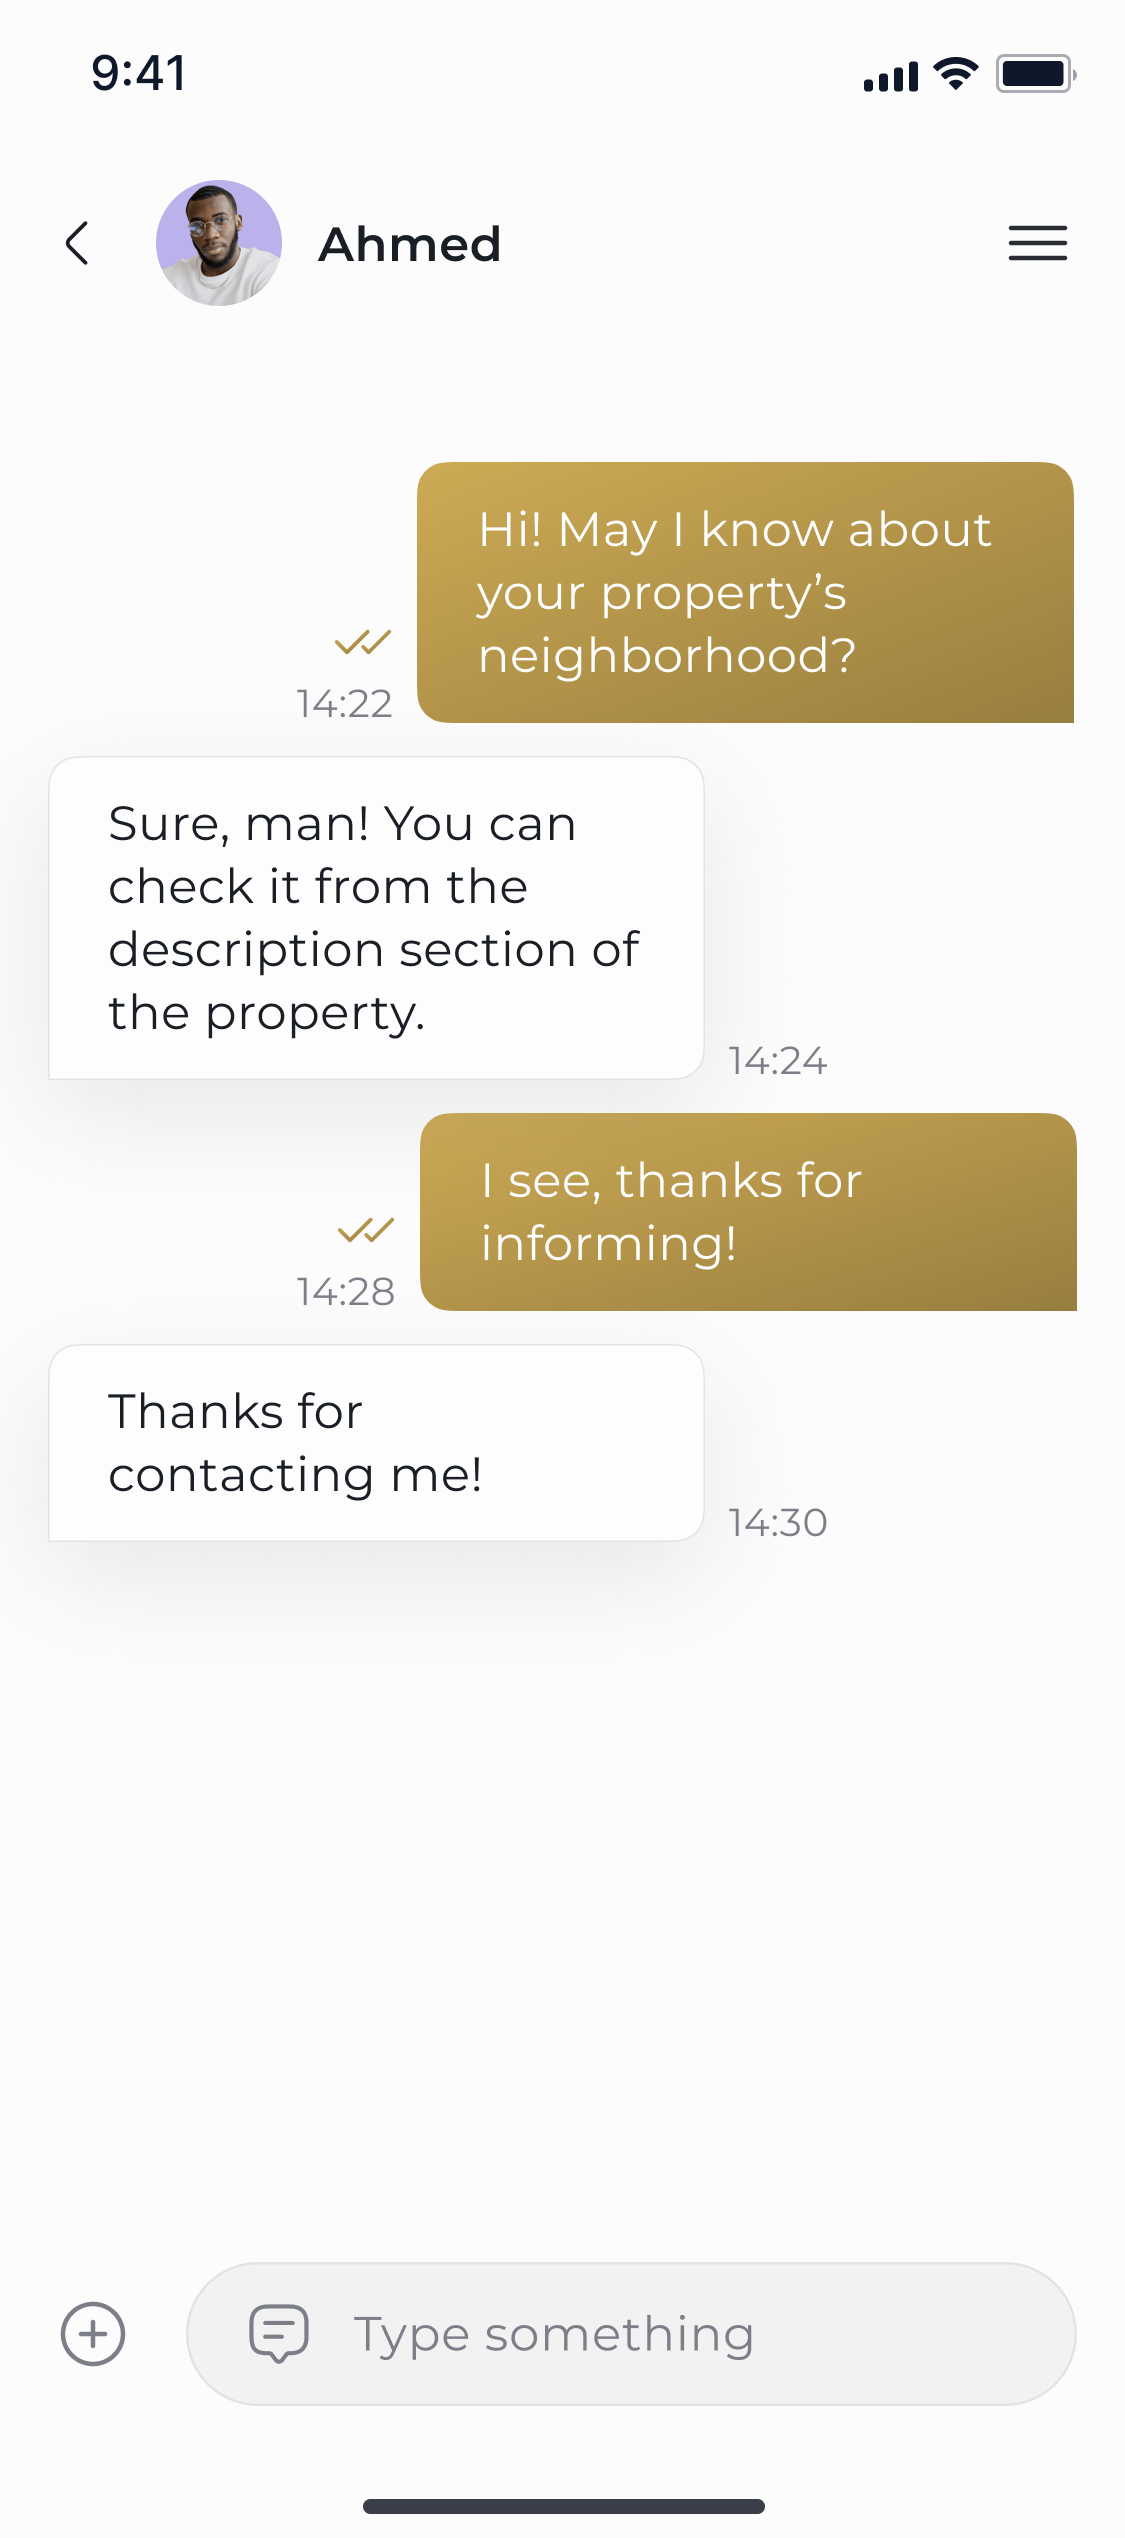 9:41
Ahmed
Hi! May I know about
your property’s
neighborhood?
14:22
Sure, man! You can
check it from the
description section of
the property.
14:24
I see, thanks for
informing!
14:28
Thanks for
contacting me!
14:30
Type something